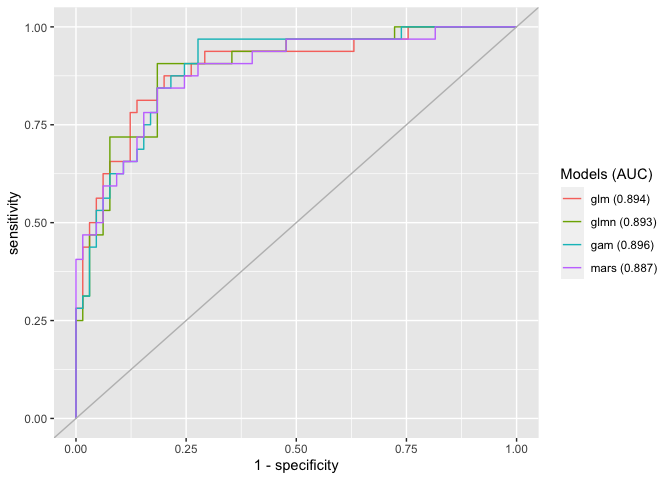 1.00
0.75
0.50
0.25
0.00
sensitivity
0.00 0.25 0.50 0.75 1.00
1 - specificity
Models (AUC)
glm (0.894)
glmn (0.893)
gam (0.896)
mars (0.887)